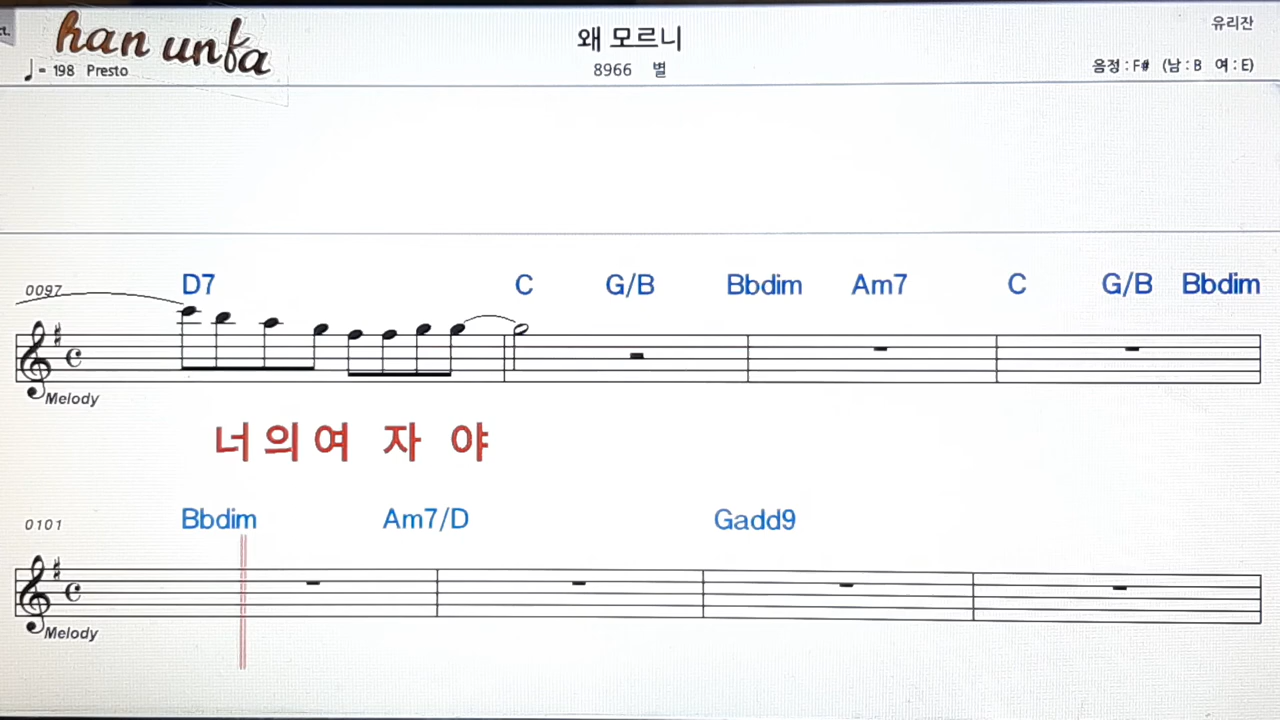 han unfa
왜 모르니
유리잔
♩= 198 Presto
8966 별
음정 : F# (남 : B 여 : E)
0097 D7 C G/B Bbdim Am7 C G/B Bbdim
Melody
너 의 여 자 야
0101 Bbdim Am7/D Gadd9
Melody